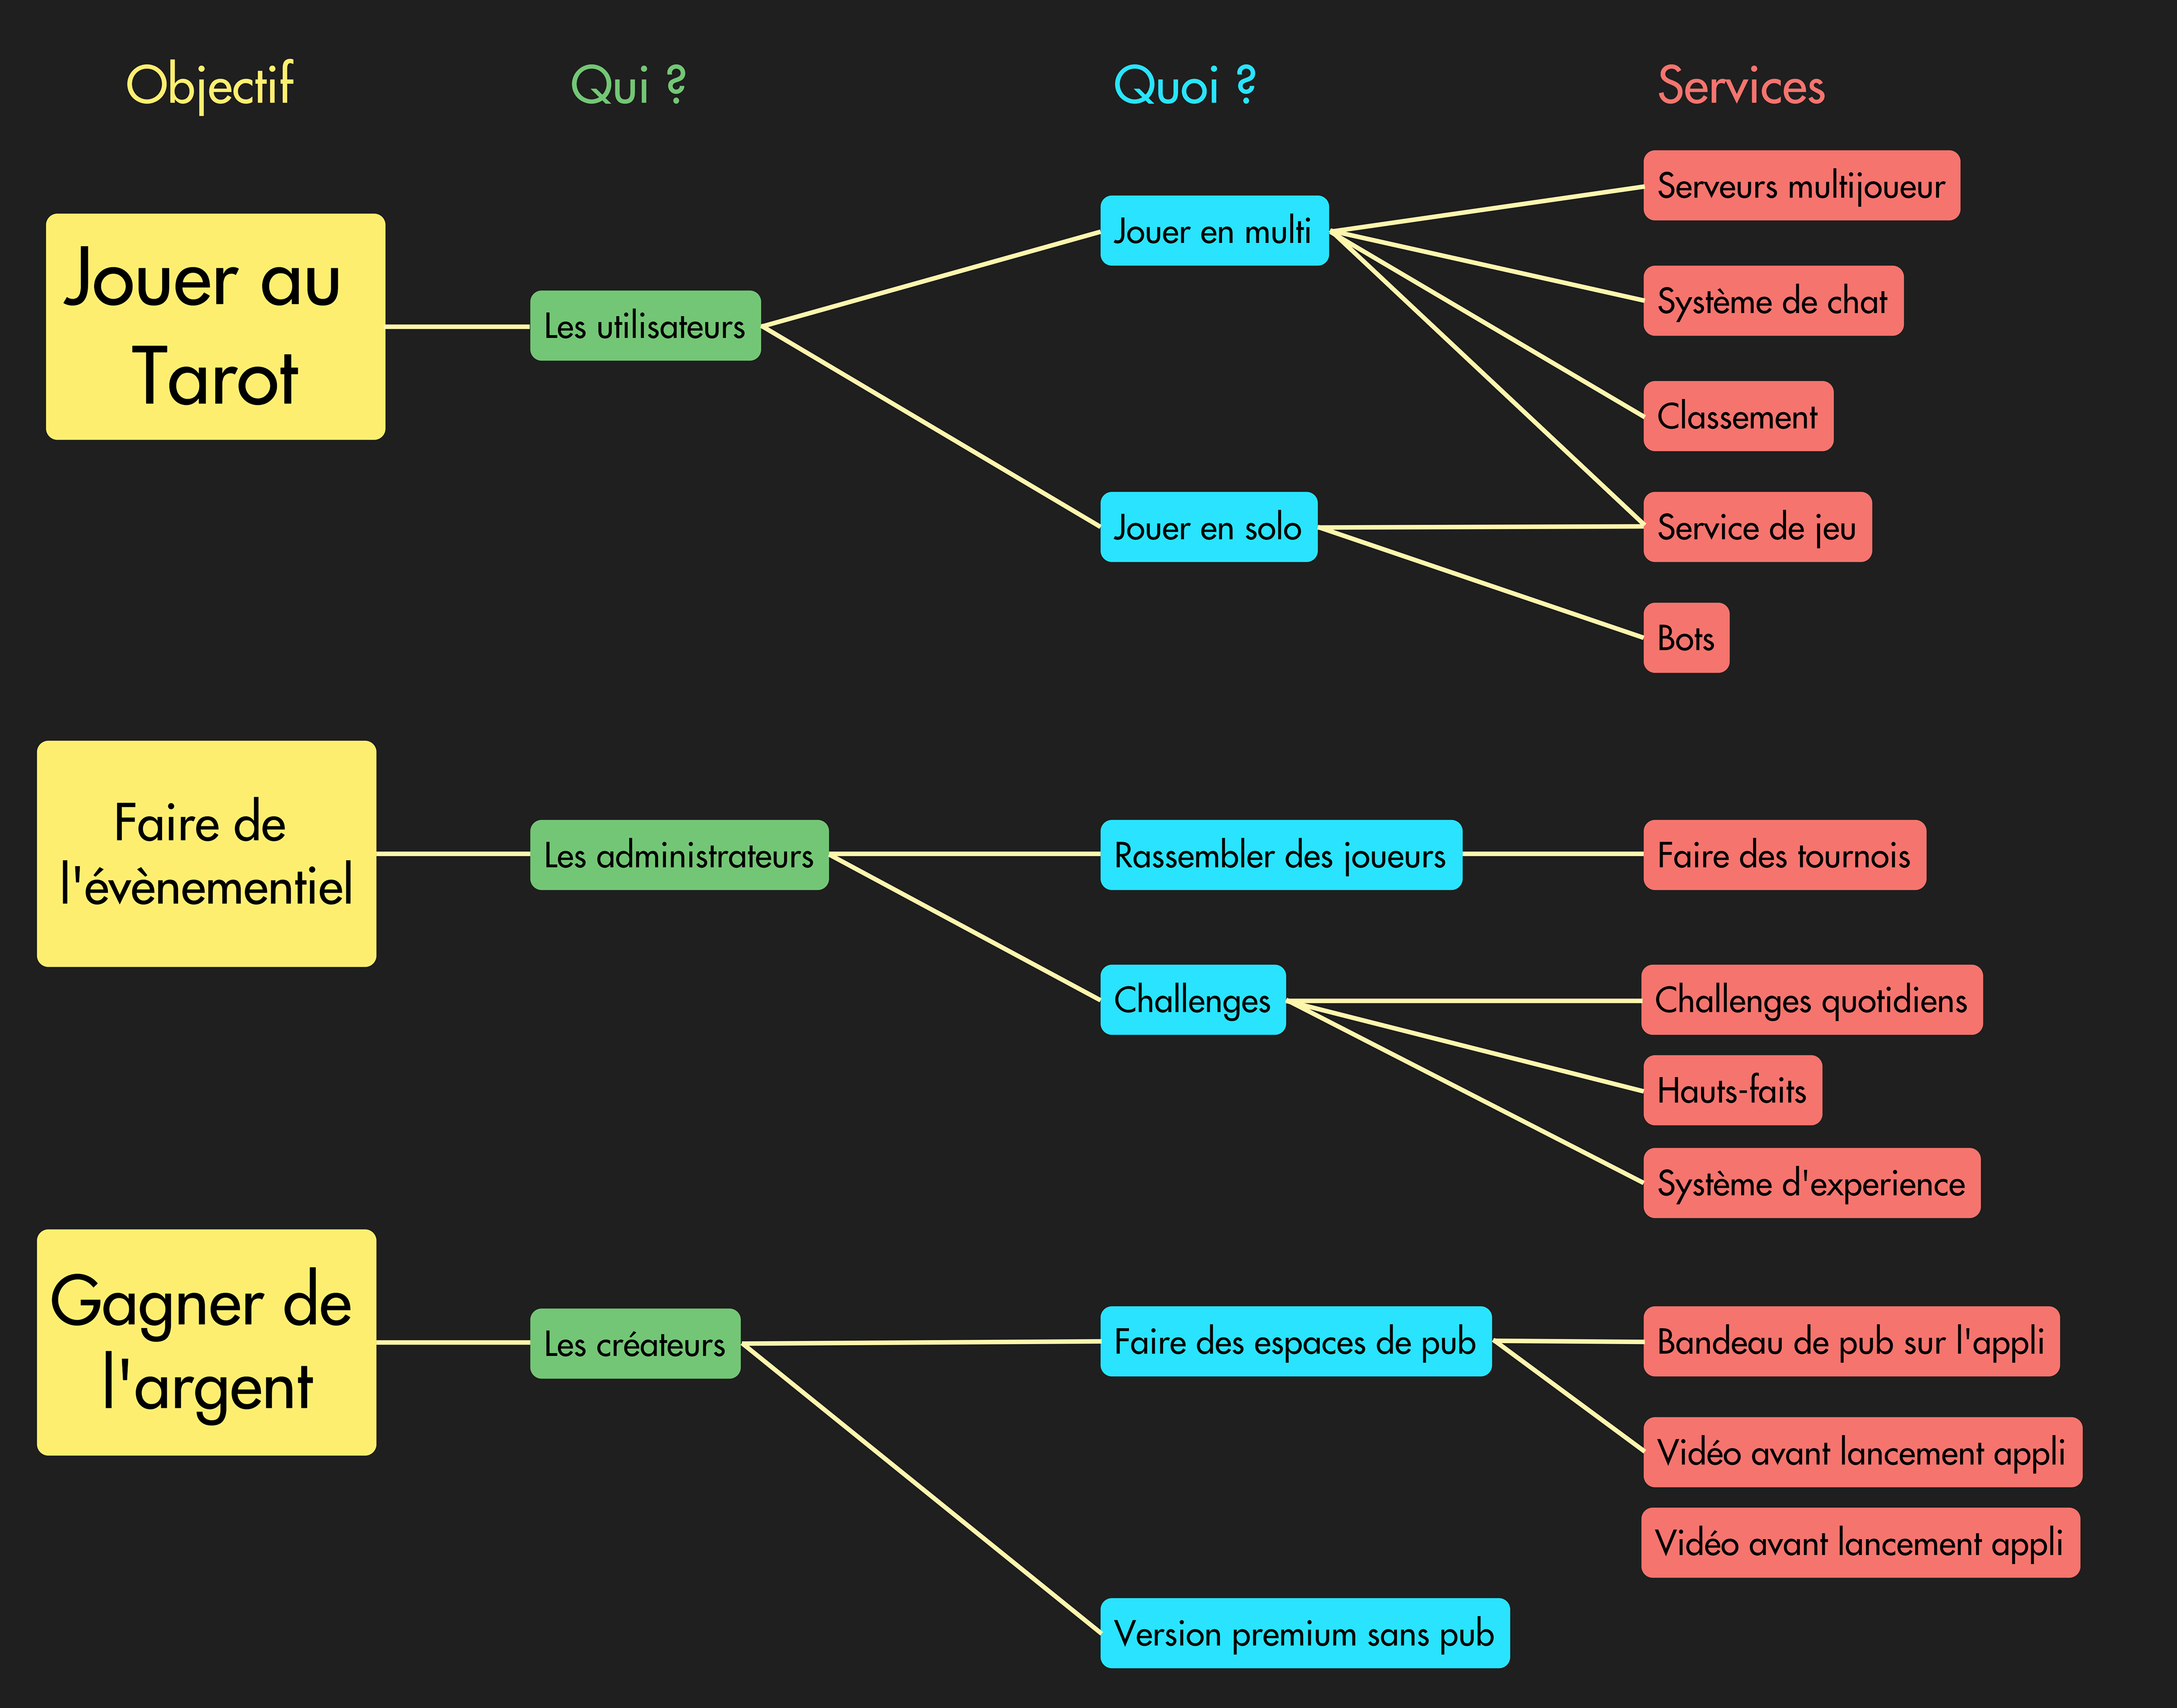 Objectif
Qui ?
Quoi ?
Services
Jouer au
Tarot
Les utilisateurs
Jouer en multi
Serveurs multijoueur
Système de chat
Classement
Jouer en solo
Service de jeu
Bots
Faire de
l'évènementiel
Les administrateurs
Rassembler des joueurs
Faire des tournois
Challenges
Challenges quotidiens
Hauts-faits
Système d'experience
Gagner de
l'argent
Les créateurs
Faire des espaces de pub
Bandeau de pub sur l'appli
Vidéo avant lancement appli
Vidéo avant lancement appli
Version premium sans pub